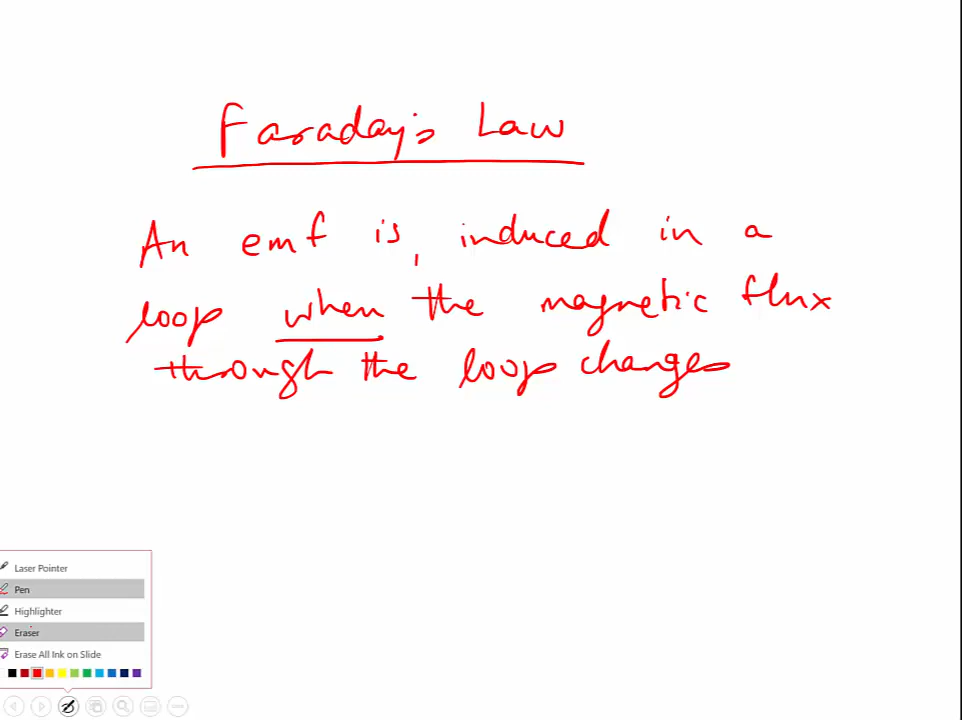 Faraday's Law
An emf is induced in a
loop when the magnetic flux
through the loop changes
Laser Pointer
Pen
Highlighter
Eraser
Erase All Ink on Slide